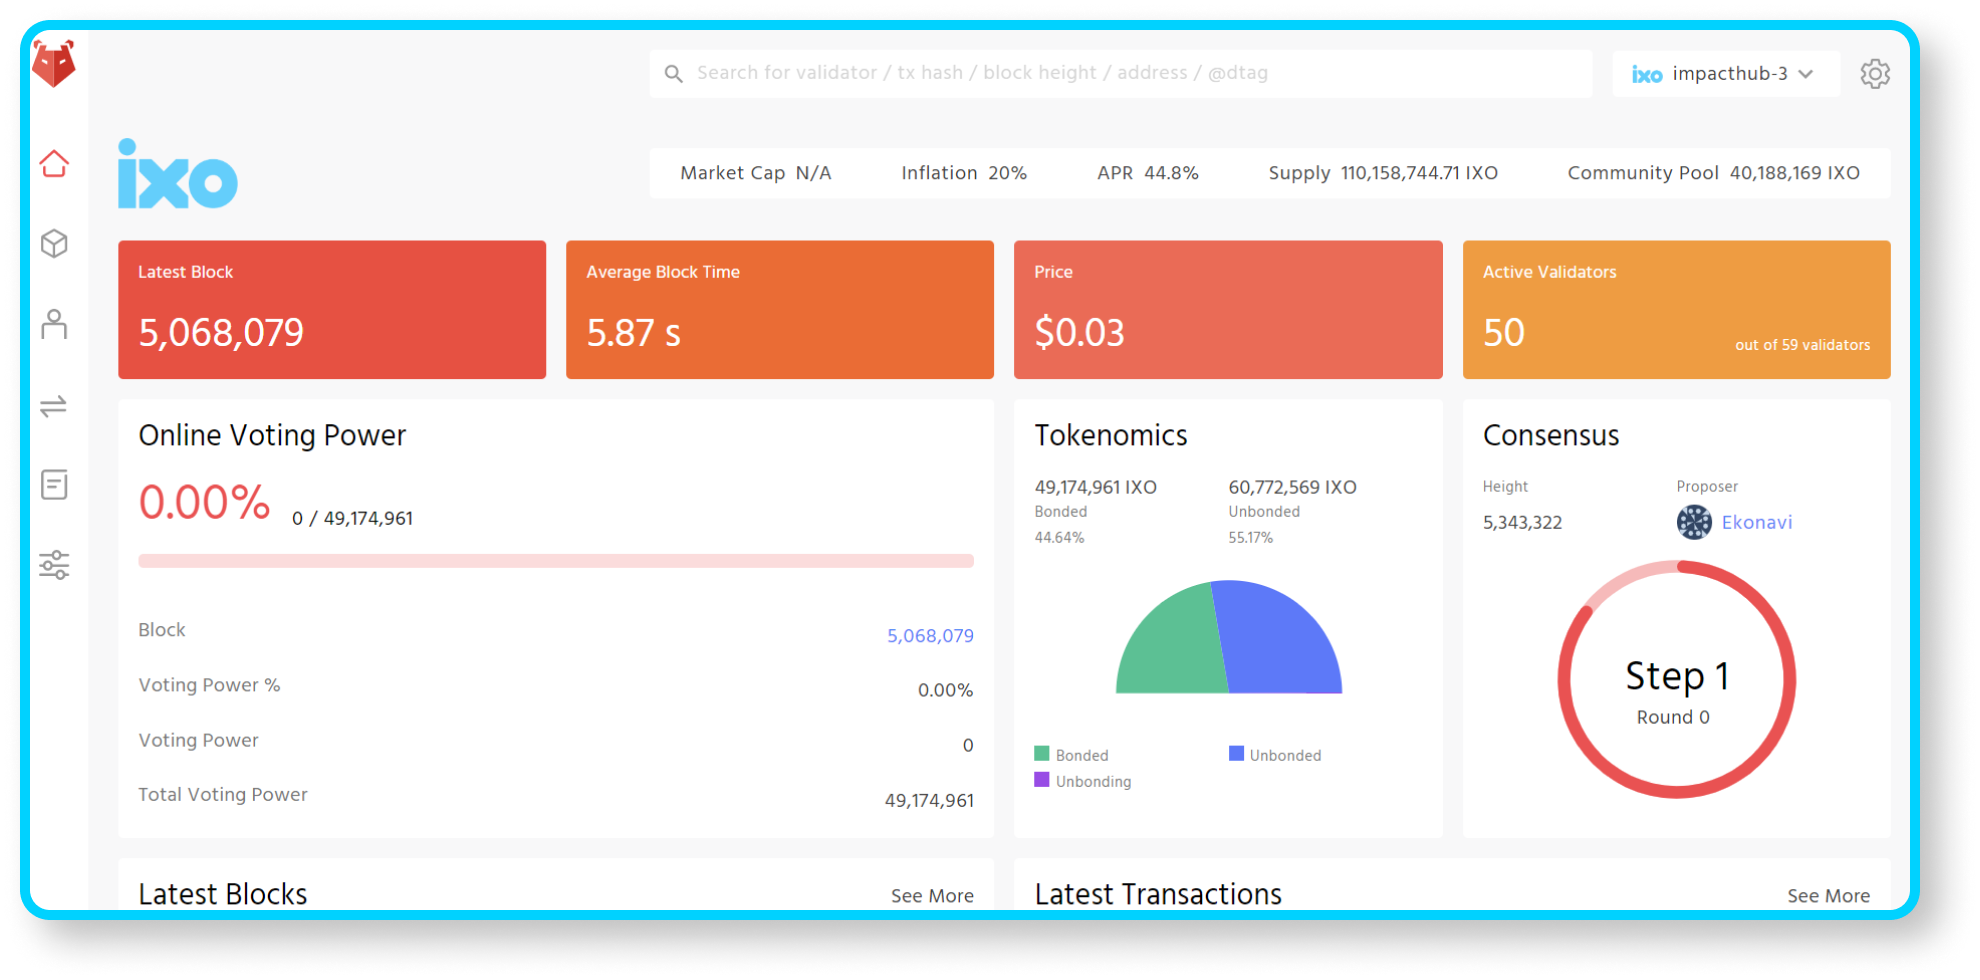 Search for validator / tx hash / block height / address / @dtag
ixo impacthub-3
ixo
Market Cap N/A Inflation 20% APR 44.8% Supply 110,158,744.71 IXO Community Pool 40,188,169 IXO
Latest Block
5,068,079
Average Block Time
5.87 s
Price
$0.03
Active Validators
50
out of 59 validators
Online Voting Power
0.00% 0 / 49,174,961
Block 5,068,079
Voting Power % 0.00%
Voting Power 0
Total Voting Power 49,174,961
Tokenomics
49,174,961 IXO 60,772,569 IXO
Bonded Unbonded
44.64% 55.17%
Bonded Unbonded
Unbonding
Consensus
Height Proposer
5,343,322 Ekonavi
Step 1
Round 0
Latest Blocks See More
Latest Transactions See More